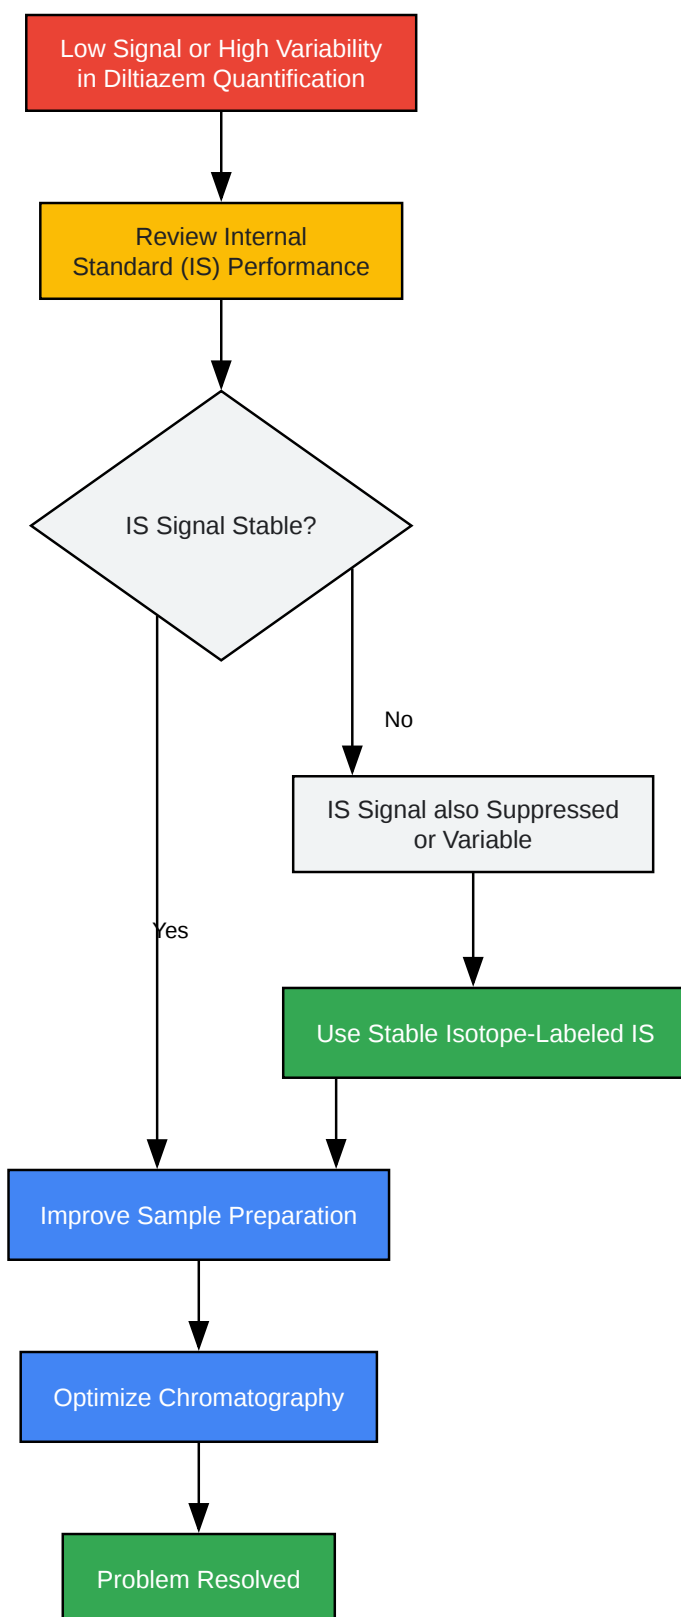 Low Signal or High Variability
in Diltiazem Quantification
Review Internal
Standard (IS) Performance
IS Signal Stable?
No
IS Signal also Suppressed
or Variable
Yes
Use Stable Isotope-Labeled IS
Improve Sample Preparation
Optimize Chromatography
Problem Resolved